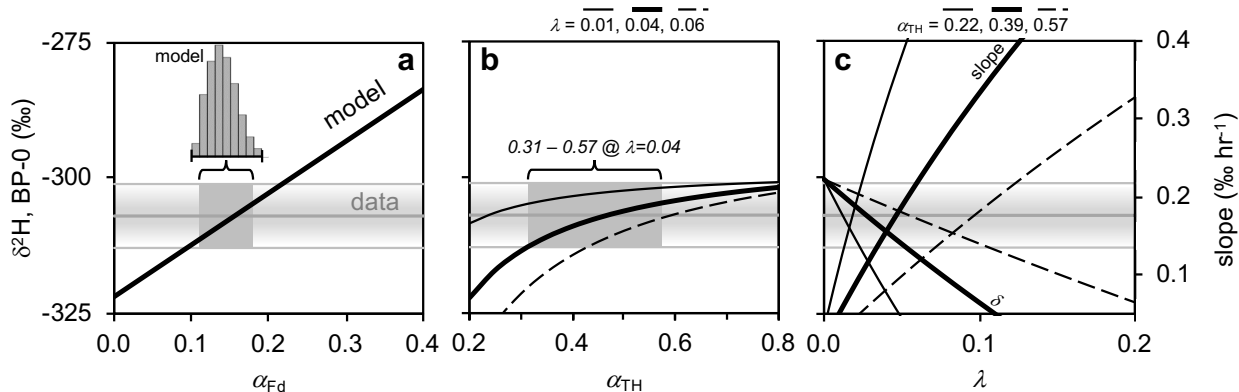 λ = 0.01, 0.04, 0.06
α_TH = 0.22, 0.39, 0.57
-275
-300
-325
δ²H, BP-0 (‰)
a
model
model
data
0.0 0.1 0.2 0.3 0.4
α_Fd
b
0.31 – 0.57 @ λ=0.04
0.2 0.4 0.6 0.8
α_TH
c
slope
δ
0.0 0.1 0.2
λ
0.4
0.3
0.2
0.1
slope (‰ hr⁻¹)